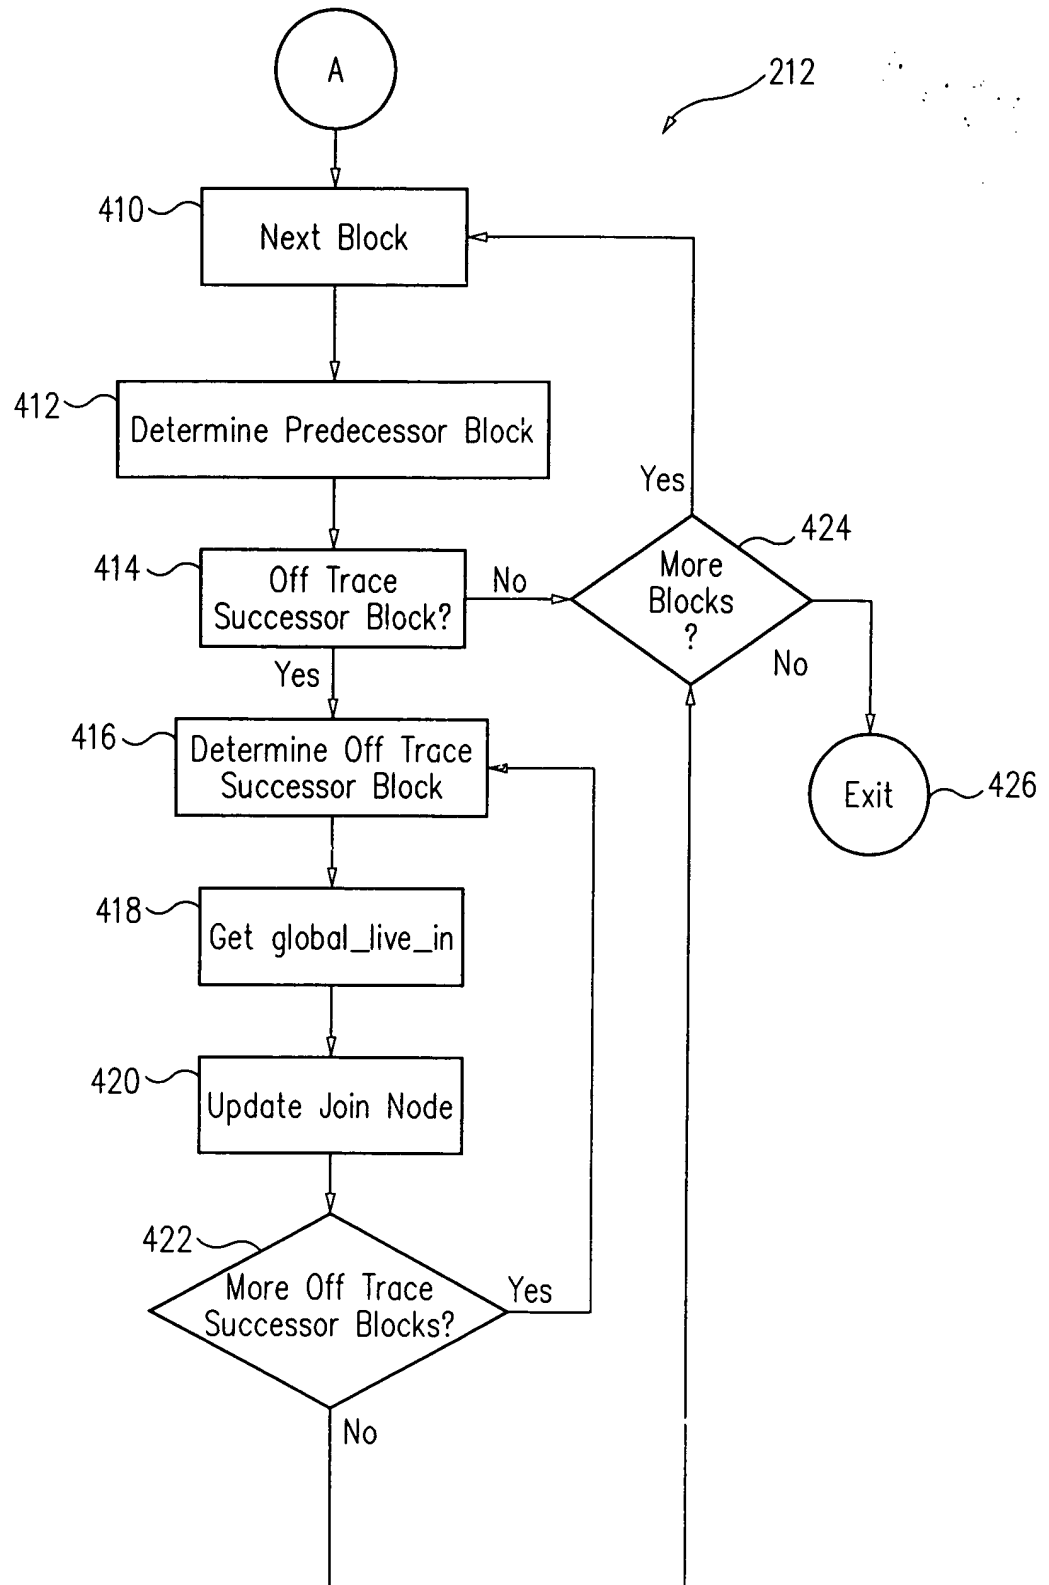 A
212
410
Next Block
412
Determine Predecessor Block
Yes
424
414
Off Trace
Successor Block?
No
More
Blocks
?
No
Yes
416
Determine Off Trace
Successor Block
Exit
426
418
Get global_live_in
420
Update Join Node
422
More Off Trace
Successor Blocks?
Yes
No